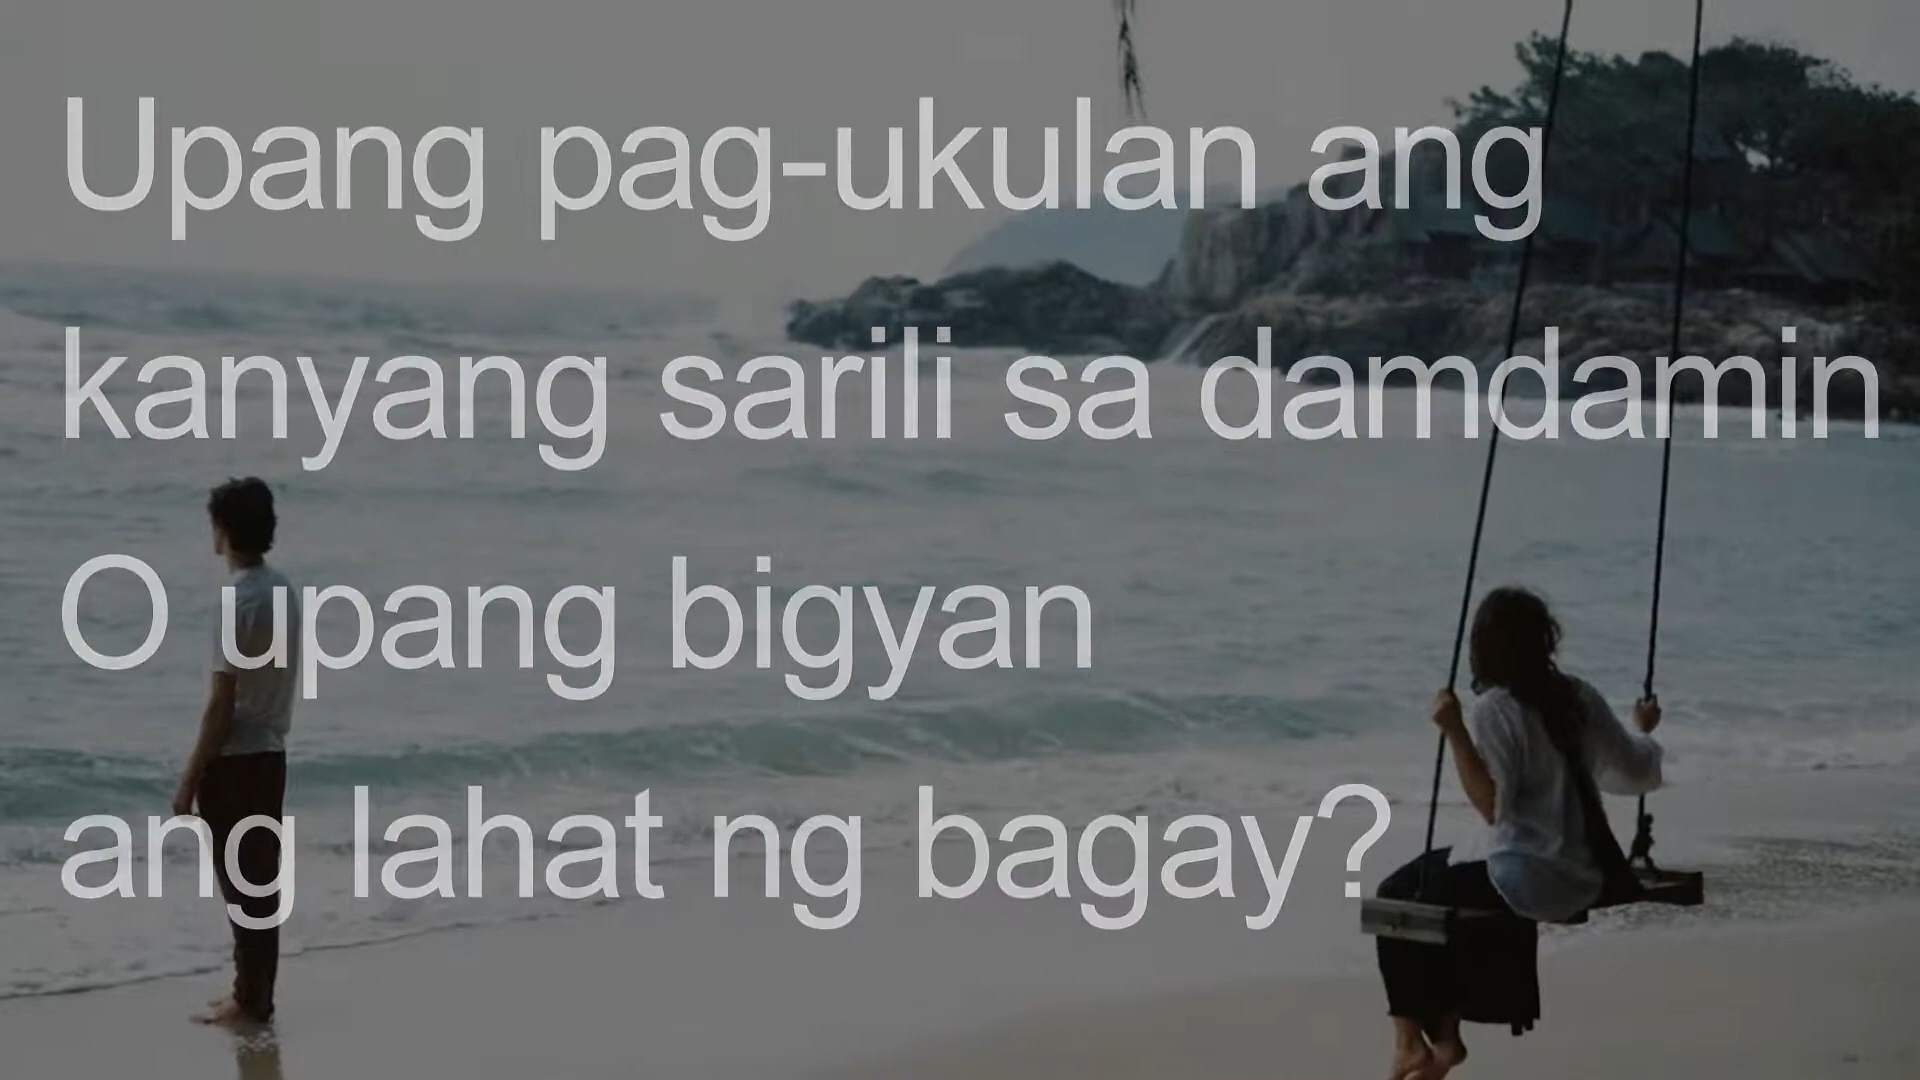 Upang pag-ukulan ang
kanyang sarili sa damdamin
O upang bigyan
ang lahat ng bagay?